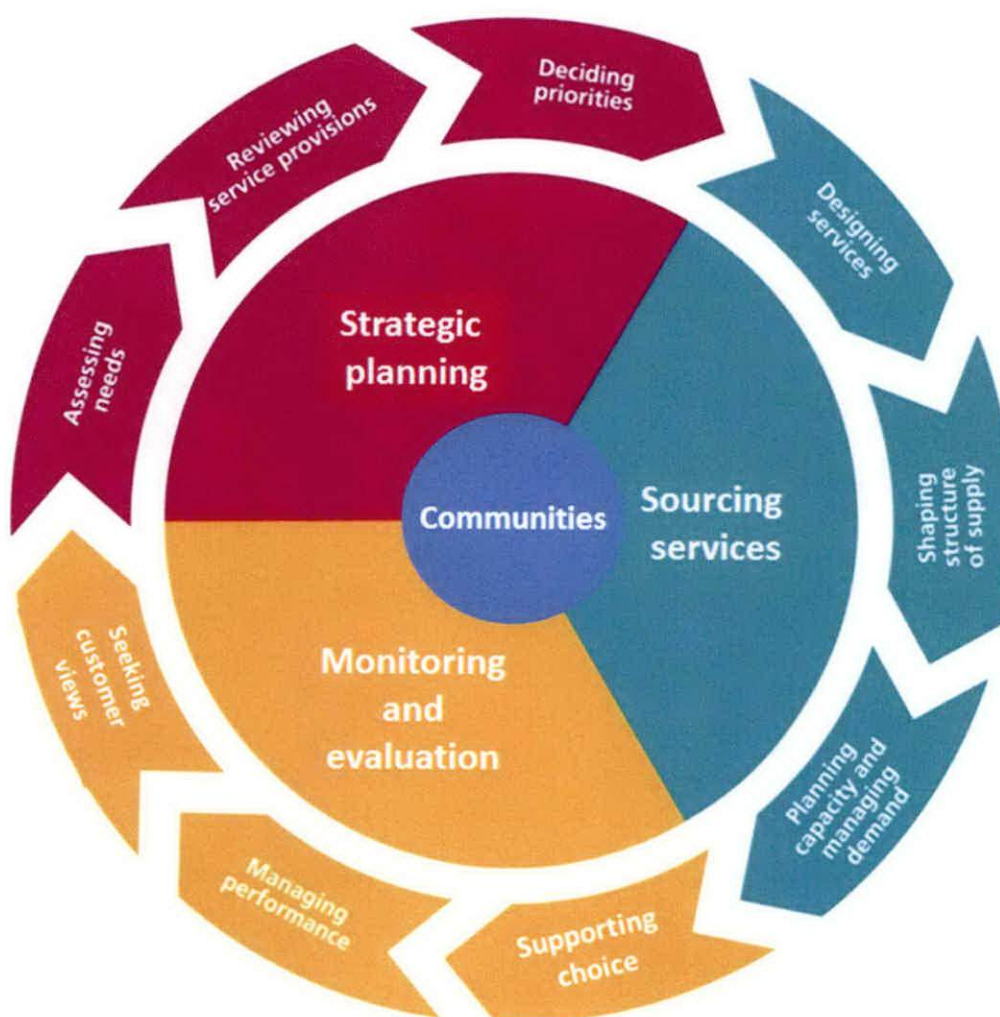 Deciding
priorities
Designing
services
Shaping
structure
of supply
Planning
capacity and
managing
demand
Supporting
choice
Managing
performance
Seeking
customer
views
Assessing
needs
Reviewing
service provisions
Strategic
planning
Sourcing
services
Monitoring
and
evaluation
Communities